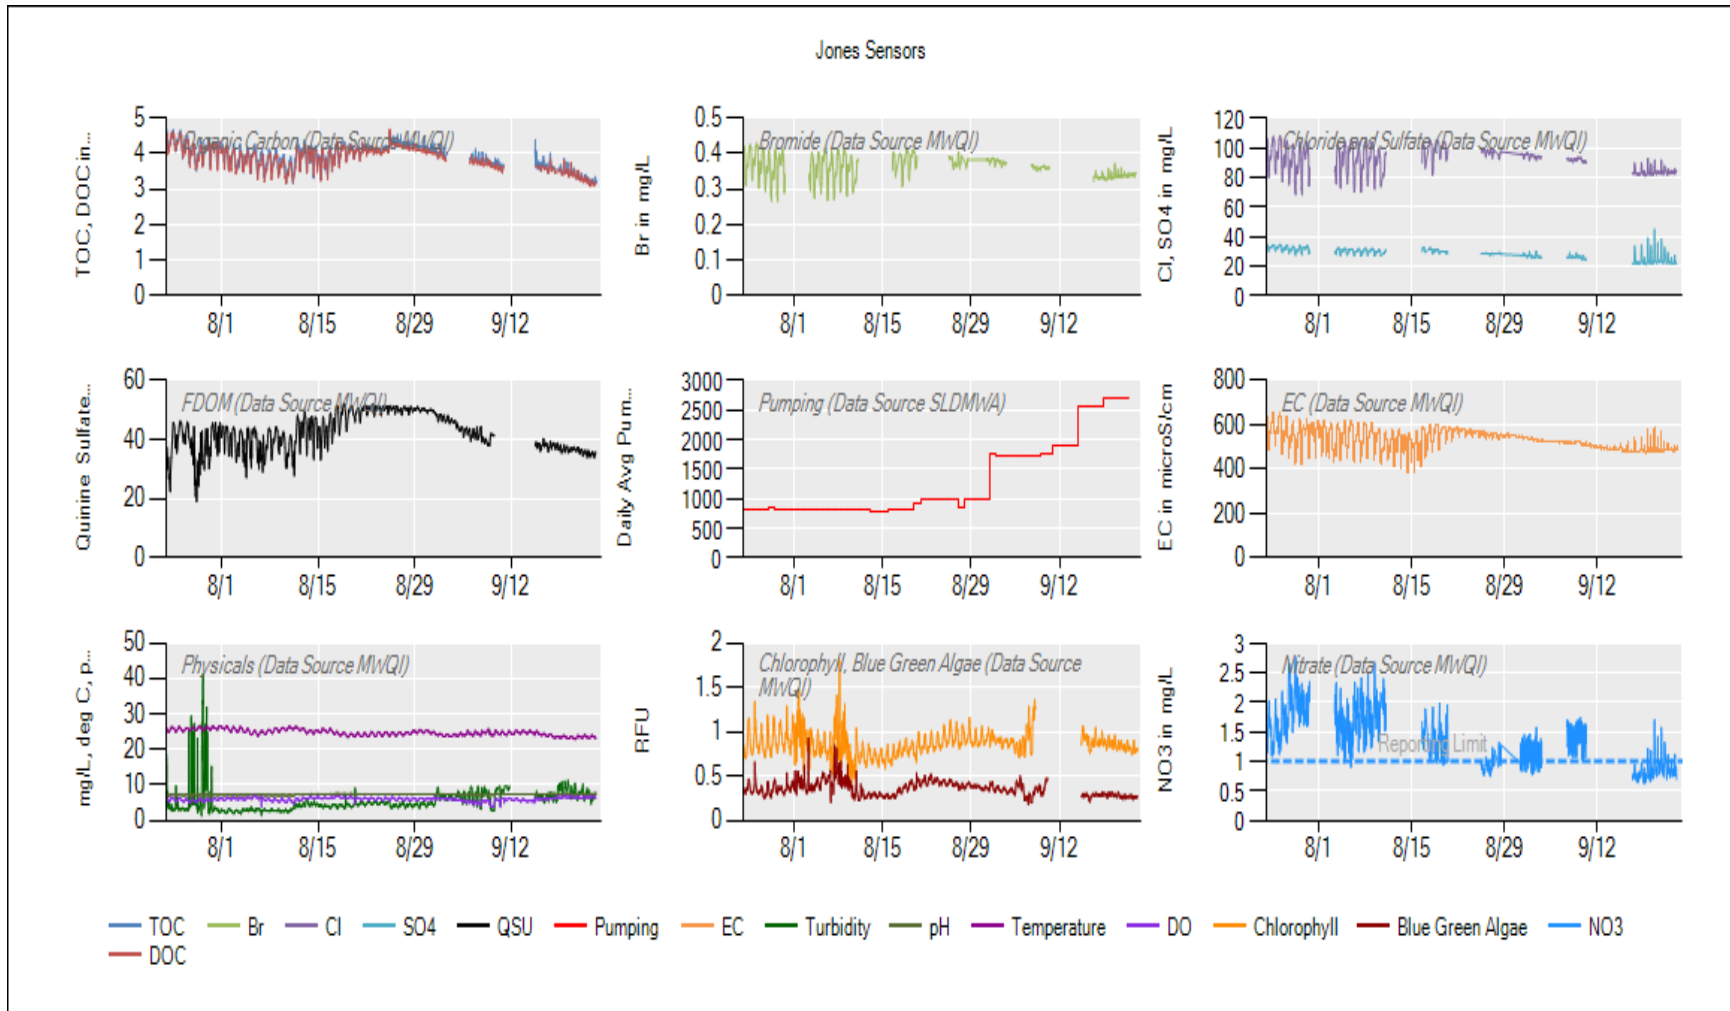 Jones Sensors
TOC, DOC in...
5
4
3
2
1
0
Organic Carbon (Data Source MWQI)
8/1 8/15 8/29 9/12
Br in mg/L
0.5
0.4
0.3
0.2
0.1
0
Bromide (Data Source MWQI)
8/1 8/15 8/29 9/12
Cl, SO4 in mg/L
120
100
80
60
40
20
0
Chloride and Sulfate (Data Source MWQI)
8/1 8/15 8/29 9/12
Quinine Sulfate...
60
40
20
0
FDOM (Data Source MWQI)
8/1 8/15 8/29 9/12
Daily Avg Pum...
3000
2500
2000
1500
1000
500
0
Pumping (Data Source SLDMWA)
8/1 8/15 8/29 9/12
EC in microS/cm
800
600
400
200
0
EC (Data Source MWQI)
8/1 8/15 8/29 9/12
mg/L, deg C, p...
50
40
30
20
10
0
Physicals (Data Source MWQI)
8/1 8/15 8/29 9/12
RFU
2
1.5
1
0.5
0
Chlorophyll, Blue Green Algae (Data Source
MWQI)
8/1 8/15 8/29 9/12
NO3 in mg/L
3
2.5
2
1.5
1
0.5
0
Nitrate (Data Source MWQI)
Reporting Limit
8/1 8/15 8/29 9/12
TOC Br Cl SO4 QSU Pumping EC Turbidity pH Temperature DO Chlorophyll Blue Green Algae NO3
DOC